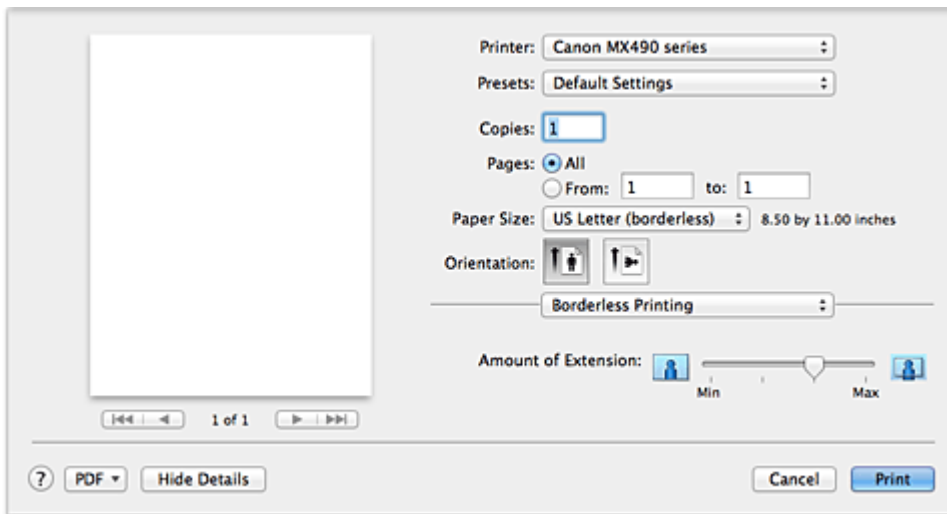 Printer: Canon MX490 series
Presets: Default Settings
Copies: 1
Pages: All
From: 1 to: 1
Paper Size: US Letter (borderless) 8.50 by 11.00 inches
Orientation:
Borderless Printing
Amount of Extension:
Min Max
1 of 1
? PDF Hide Details Cancel Print